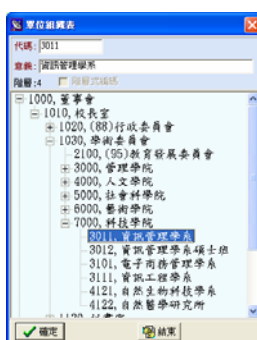 單位組織表
代碼: 3011
意義: 資訊管理學系
階層:4 階層式編碼
1000, 董事會
1010, 校長室
1020, (88)行政委員會
1030, 學術委員會
2100, (95)教育發展委員會
3000, 管理學院
4000, 人文學院
5000, 社會科學院
6000, 藝術學院
7000, 科技學院
3011, 資訊管理學系
3012, 資訊管理學系碩士班
3101, 電子商務管理學系
3111, 資訊工程學系
4121, 自然生物科技學系
4122, 自然醫學研究所
確定 結束